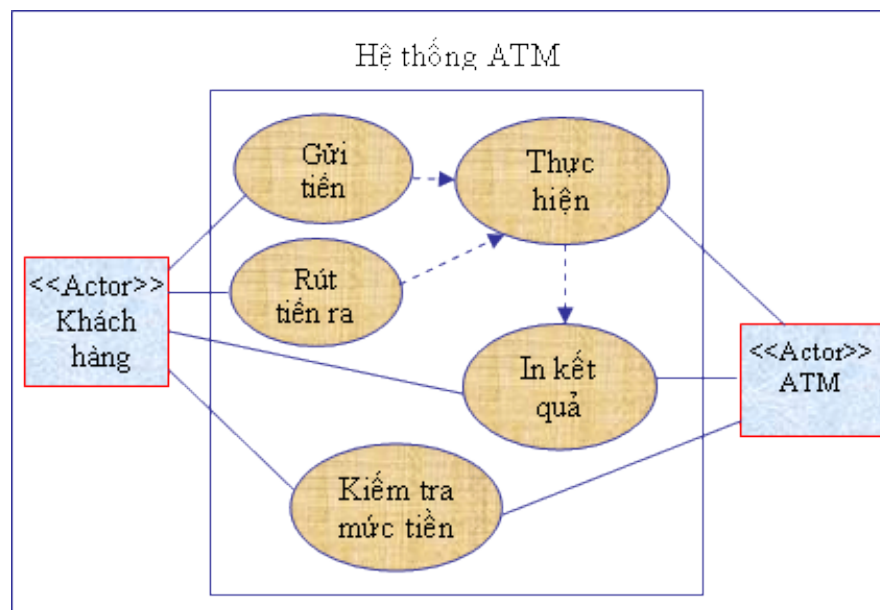 Hệ thống ATM
Gửi
tiền
Thực
hiện
<<Actor>>
Khách
hàng
Rút
tiền ra
In kết
quả
<<Actor>>
ATM
Kiểm tra
mức tiền